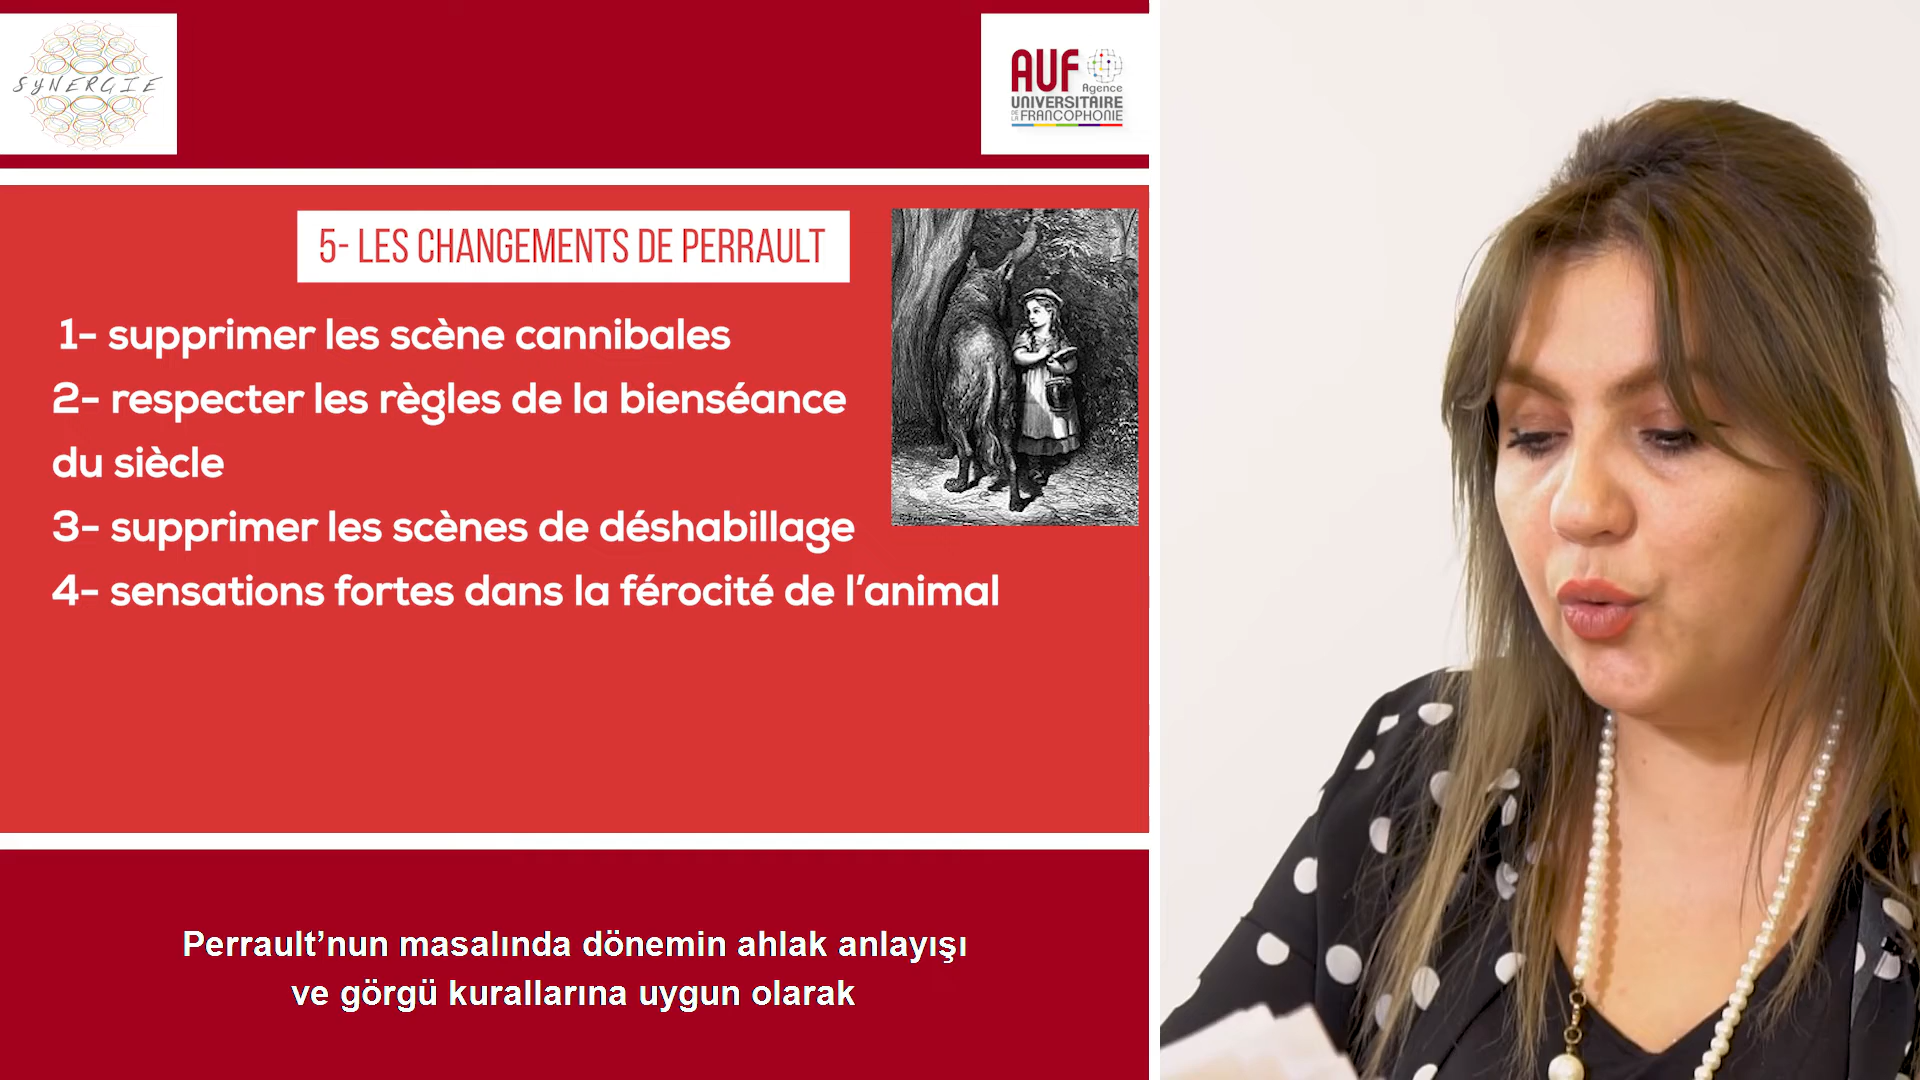 SYNERGIE
AUF
Agence
UNIVERSITAIRE
DE LA FRANCOPHONIE
5- LES CHANGEMENTS DE PERRAULT
1- supprimer les scène cannibales
2- respecter les règles de la bienséance
du siècle
3- supprimer les scènes de déshabillage
4- sensations fortes dans la férocité de l’animal
Perrault’nun masalında dönemin ahlak anlayışı
ve görgü kurallarına uygun olarak